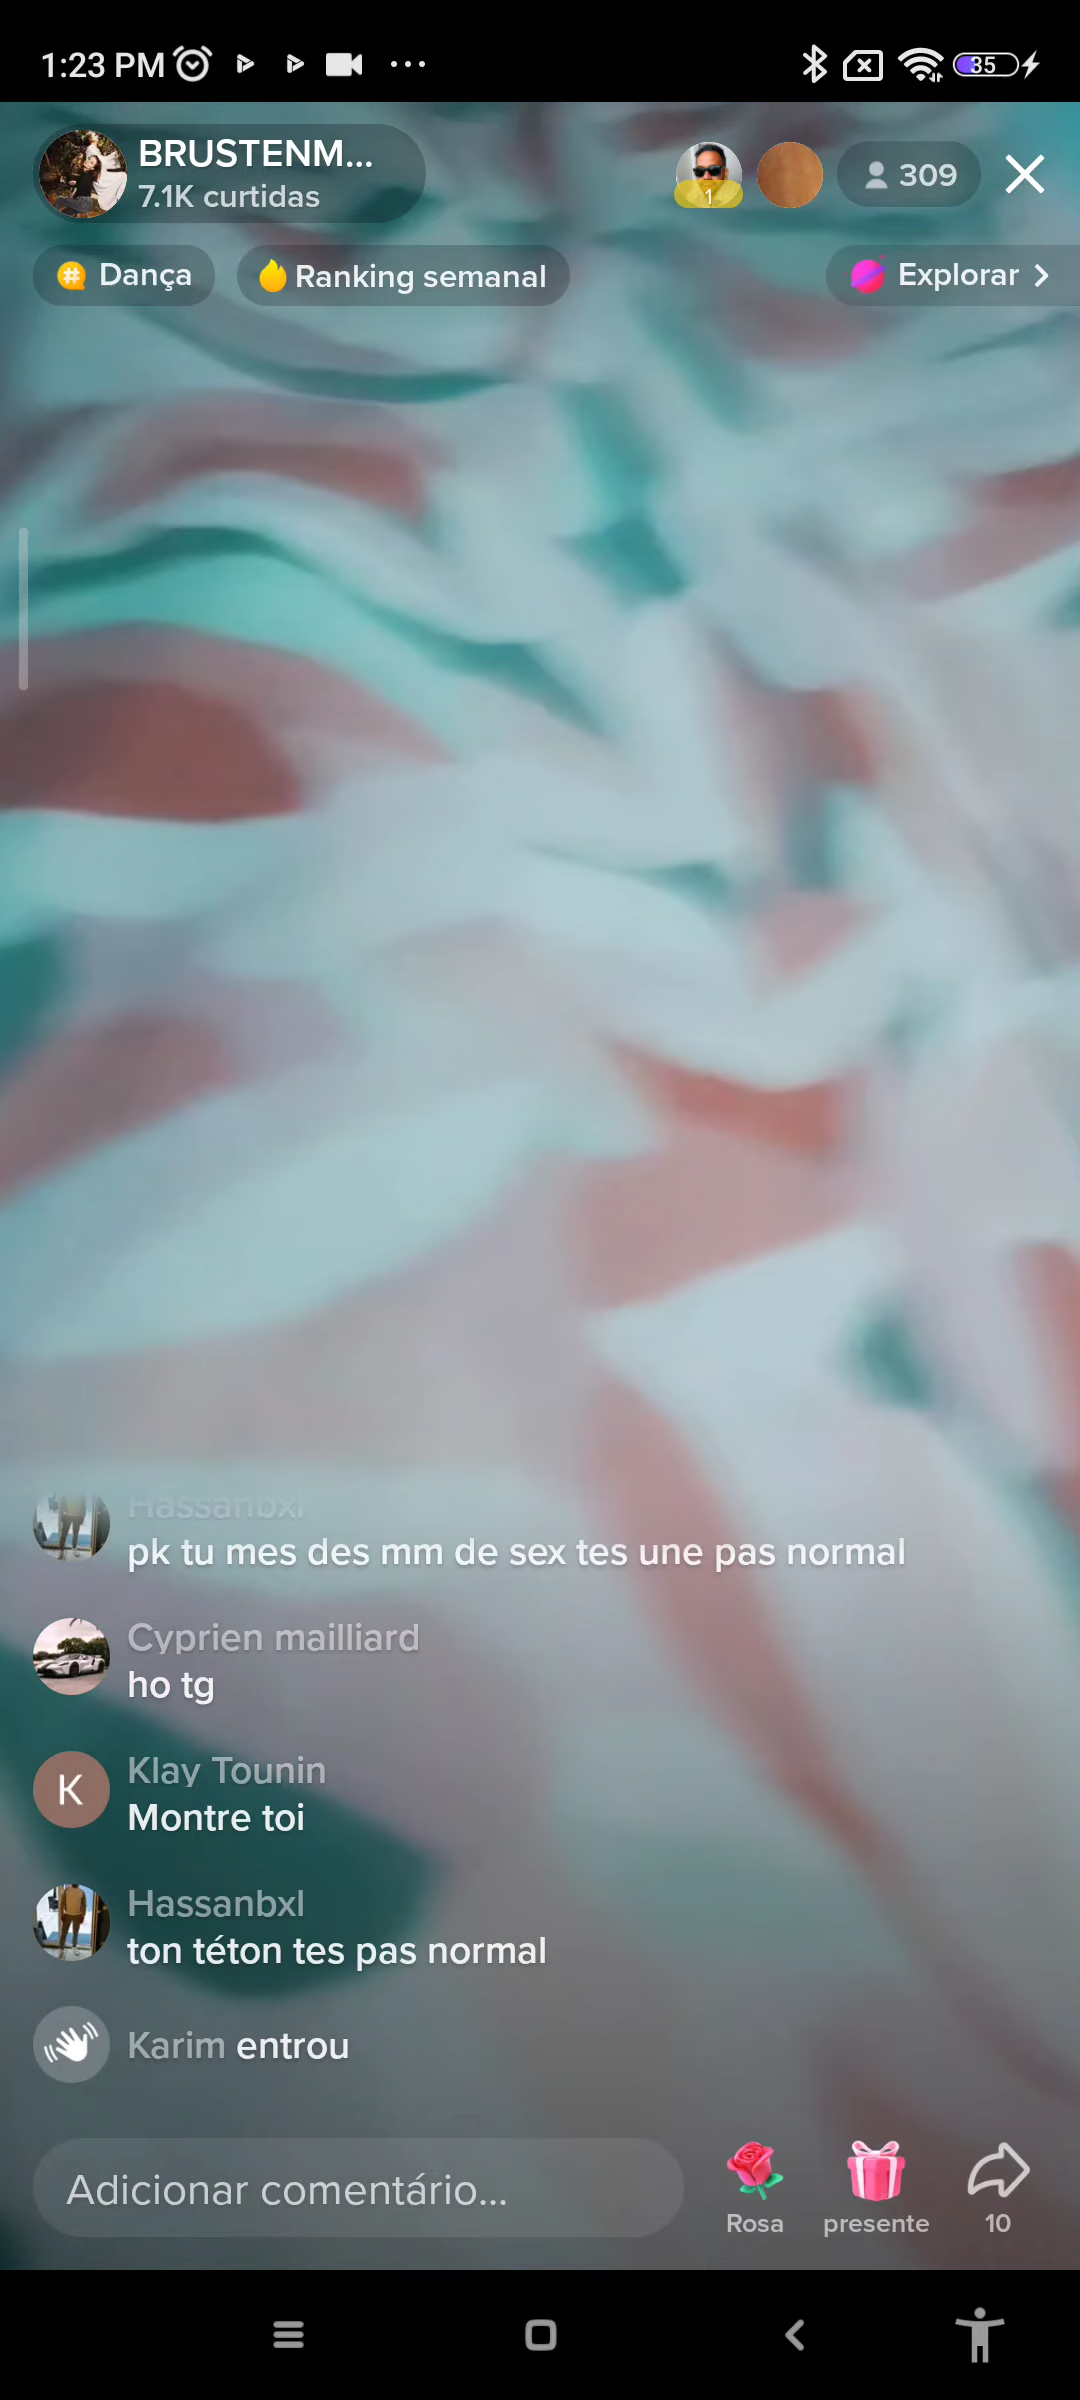 1:23 PM
35
BRUSTENM...
7.1K curtidas
1
309
Dança
Ranking semanal
Explorar
Hassanbxl
pk tu mes des mm de sex tes une pas normal
Cyprien mailliard
ho tg
K
Klay Tounin
Montre toi
Hassanbxl
ton téton tes pas normal
Karim entrou
Adicionar comentário...
Rosa
presente
10